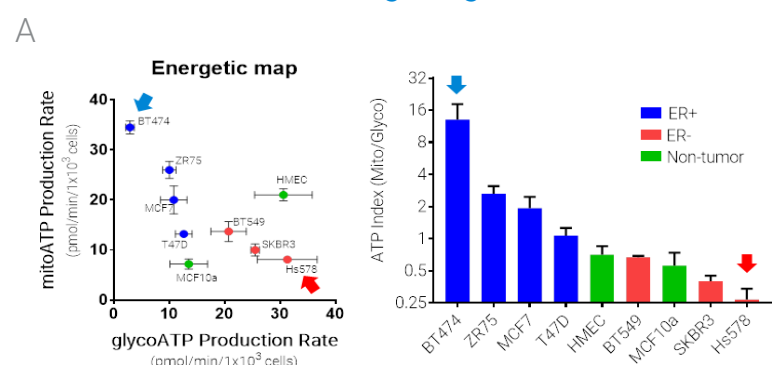 A
Energetic map
mitoATP Production Rate
(pmol/min/1x10³ cells)
40
30
20
10
0
BT474
ZR75
MCF7
T47D
MCF10a
HMEC
BT549
SKBR3
Hs578
0
10
20
30
40
glycoATP Production Rate
(pmol/min/1x10³ cells)
ATP Index (Mito/Glyco)
32
16
8
4
2
1
0.5
0.25
ER+
ER-
Non-tumor
BT474
ZR75
MCF7
T47D
HMEC
BT549
MCF10a
SKBR3
Hs578